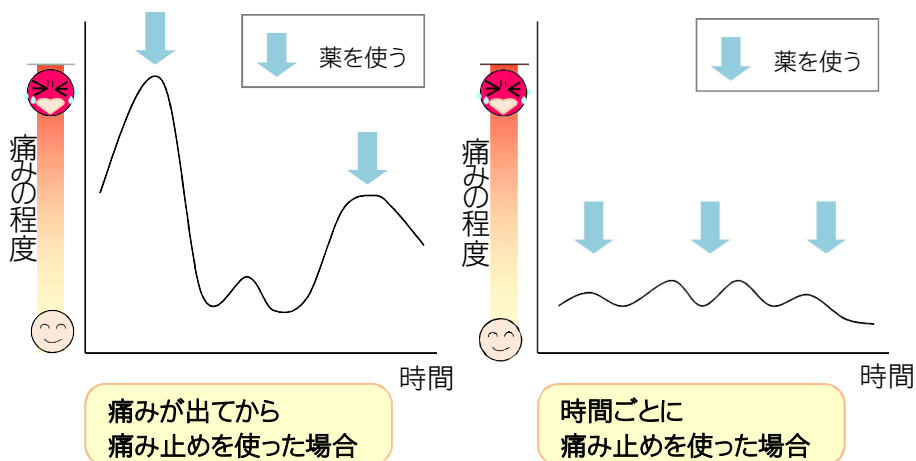 薬を使う
痛みの程度
時間
痛みが出てから
痛み止めを使った場合
薬を使う
痛みの程度
時間
時間ごとに
痛み止めを使った場合